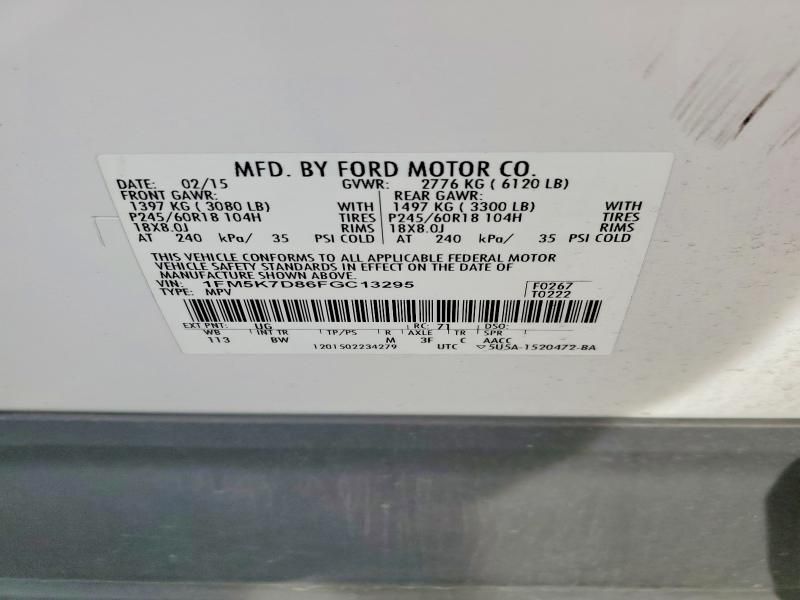 MFD. BY FORD MOTOR CO.
DATE: 02/15 GVWR: 2776 KG ( 6120 LB)
FRONT GAWR: REAR GAWR:
1397 KG ( 3080 LB) WITH 1497 KG ( 3300 LB) WITH
P245/60R18 104H TIRES P245/60R18 104H TIRES
18X8.0J RIMS 18X8.0J RIMS
AT 240 kPa/ 35 PSI COLD AT 240 kPa/ 35 PSI COLD
THIS VEHICLE CONFORMS TO ALL APPLICABLE FEDERAL MOTOR
VEHICLE SAFETY STANDARDS IN EFFECT ON THE DATE OF
MANUFACTURE SHOWN ABOVE.
VIN: 1FM5K7D86FGC13295 F0267
TYPE: MPV T0222
EXT PNT: UG RC: 71 DSO:
WB INT TR TP/PS R AXLE TR SPR
113 BW M 3F C AACC
1201502234279 UTC ▽5U5A-1520472-BA